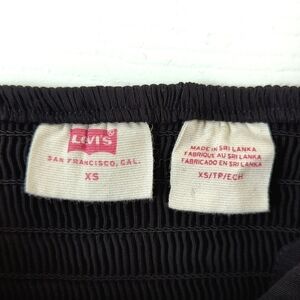 Levi's
SAN FRANCISCO, CAL.
XS
MADE IN SRI LANKA
FABRIQUE AU SRI LANKA
FABRICADO EN SRI LANKA
XS/TP/ECH